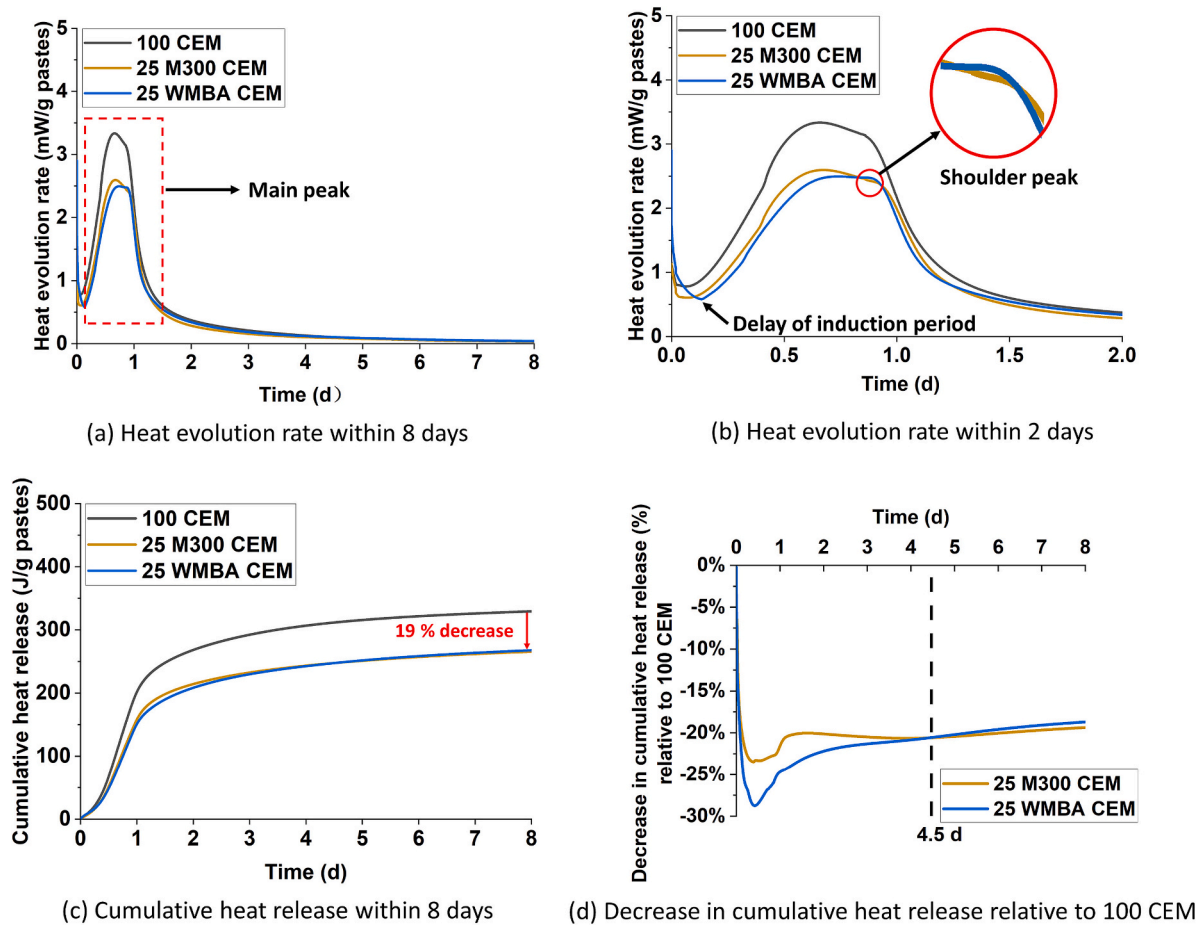 100 CEM
25 M300 CEM
25 WMBA CEM
Main peak
Heat evolution rate (mW/g pastes)
5
4
3
2
1
0
0 1 2 3 4 5 6 7 8
Time (d）
(a) Heat evolution rate within 8 days
100 CEM
25 M300 CEM
25 WMBA CEM
Shoulder peak
Delay of induction period
Heat evolution rate (mW/g pastes)
5
4
3
2
1
0
0.0 0.5 1.0 1.5 2.0
Time (d)
(b) Heat evolution rate within 2 days
100 CEM
25 M300 CEM
25 WMBA CEM
19 % decrease
Cumulative heat release (J/g pastes)
500
400
300
200
100
0
0 1 2 3 4 5 6 7 8
Time (d)
(c) Cumulative heat release within 8 days
Time (d)
0 1 2 3 4 5 6 7 8
Decrease in cumulative heat release (%)
relative to 100 CEM
0%
-5%
-10%
-15%
-20%
-25%
-30%
25 M300 CEM
25 WMBA CEM
4.5 d
(d) Decrease in cumulative heat release relative to 100 CEM